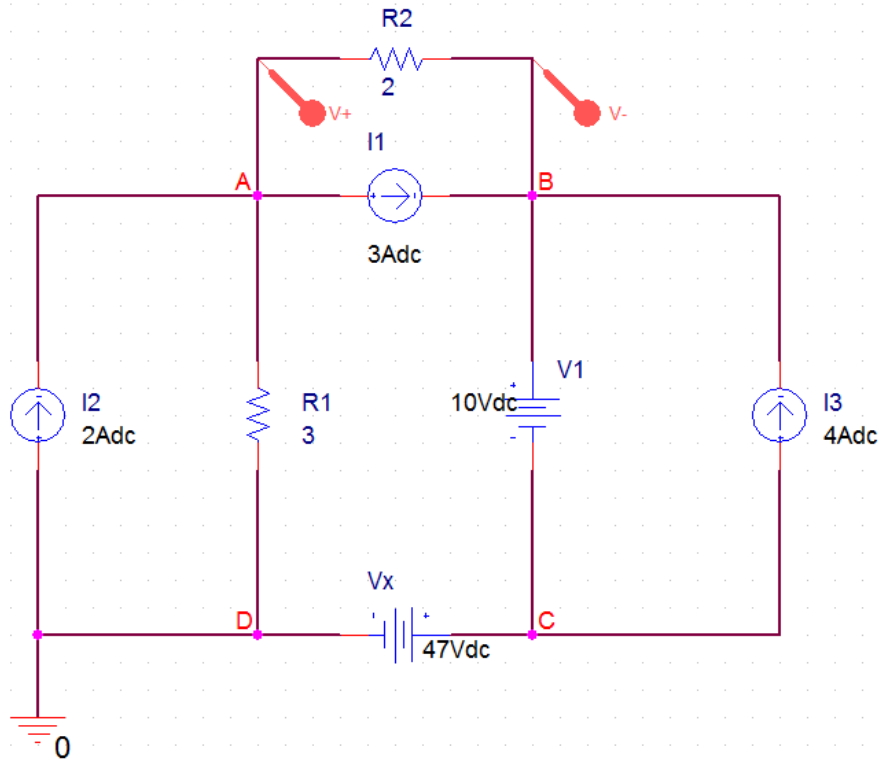 R2
2
V+
V-
I1
A
B
3Adc
V1
I2
2Adc
R1
3
10Vdc
I3
4Adc
Vx
D
C
47Vdc
0